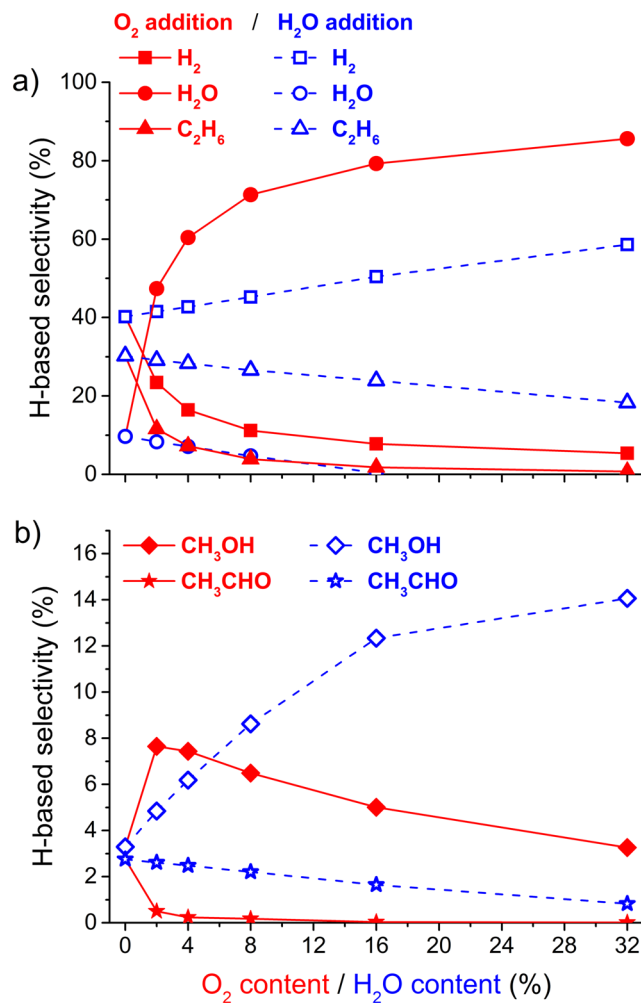 O₂ addition / H₂O addition
H₂ H₂
H₂O H₂O
C₂H₆ C₂H₆
a)
100
80
60
40
20
0
H-based selectivity (%)
b)
CH₃OH CH₃OH
CH₃CHO CH₃CHO
16
14
12
10
8
6
4
2
0
H-based selectivity (%)
0 4 8 12 16 20 24 28 32
O₂ content / H₂O content (%)